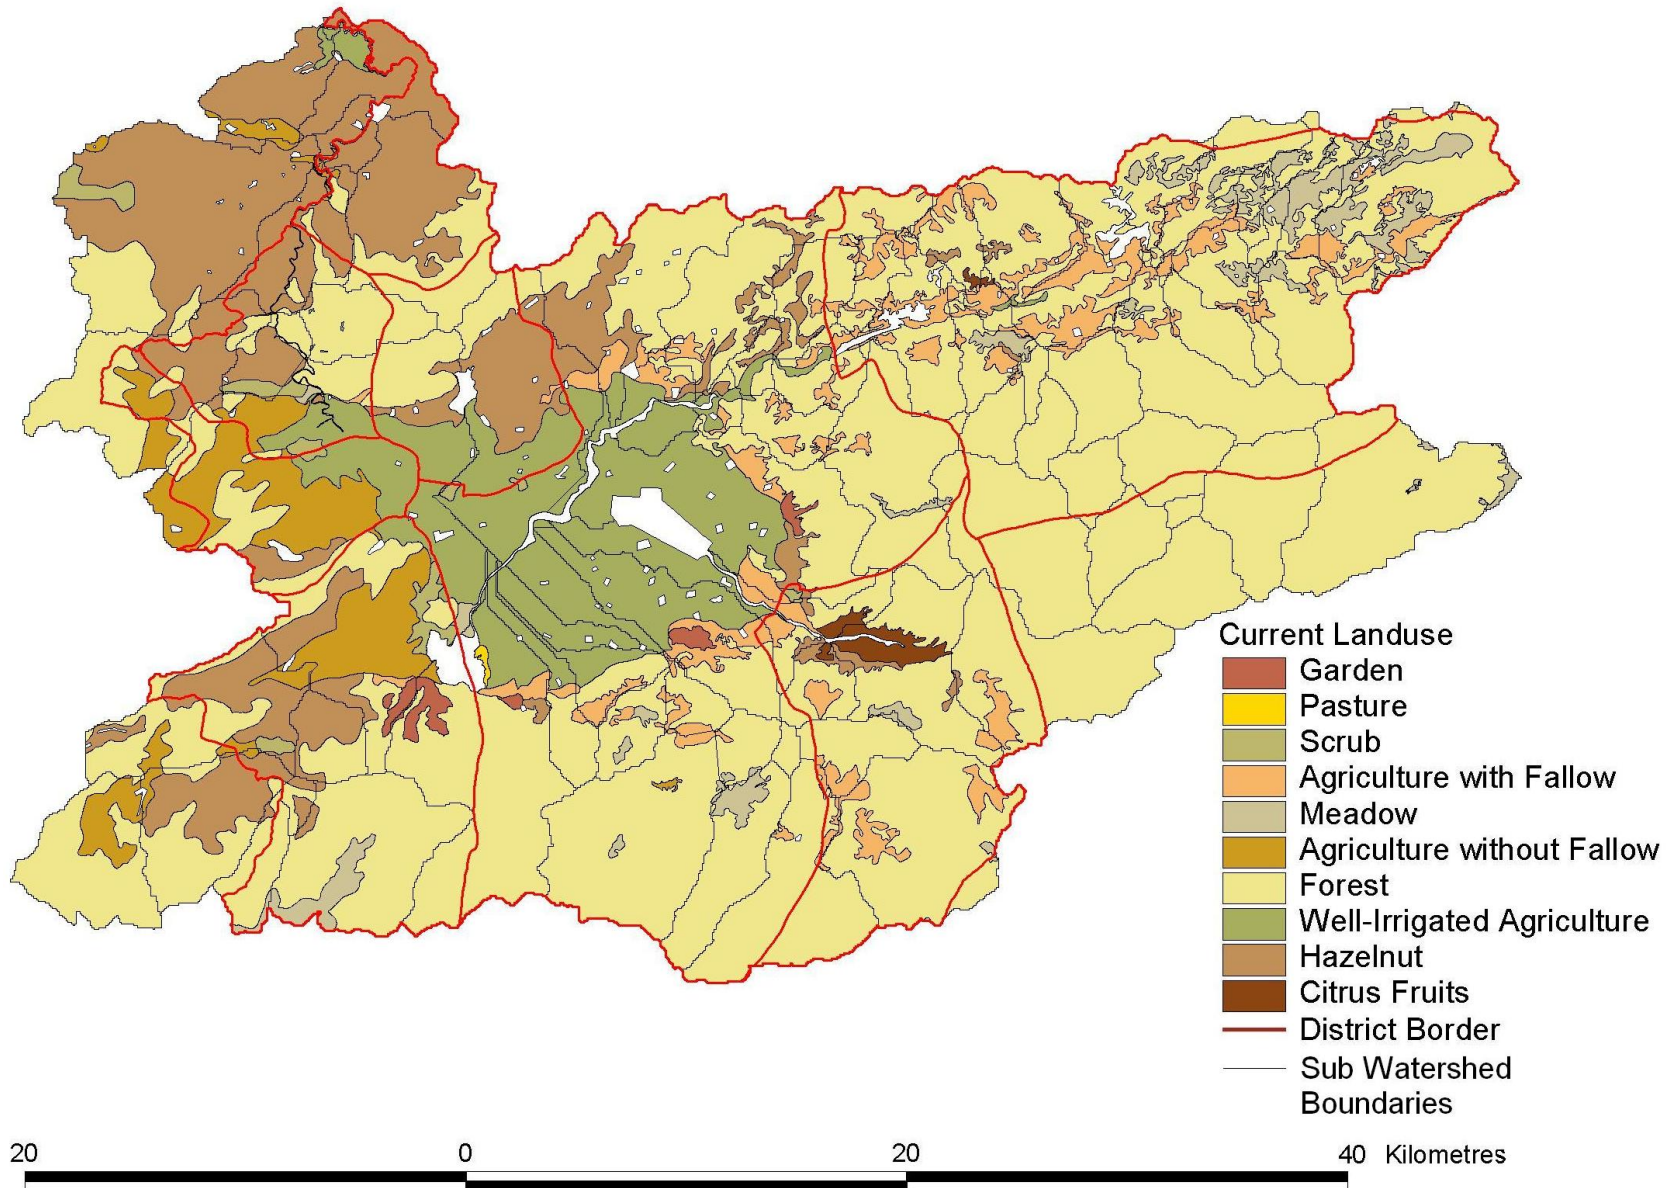 Current Landuse
Garden
Pasture
Scrub
Agriculture with Fallow
Meadow
Agriculture without Fallow
Forest
Well-Irrigated Agriculture
Hazelnut
Citrus Fruits
District Border
Sub Watershed
Boundaries
20 0 20 40 Kilometres